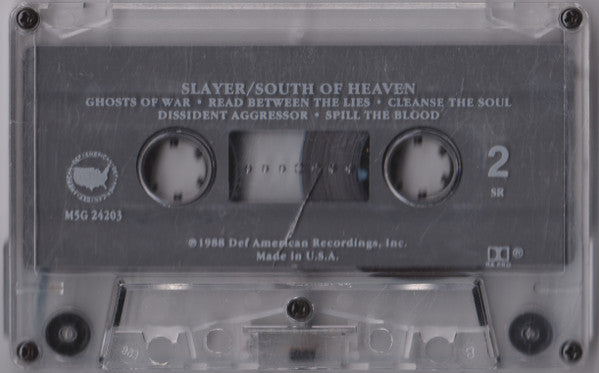 SLAYER/SOUTH OF HEAVEN
GHOSTS OF WAR • READ BETWEEN THE LIES • CLEANSE THE SOUL
DISSIDENT AGGRESSOR • SPILL THE BLOOD
2
SR
M5G 24203
℗1988 Def American Recordings, Inc.
Made in U.S.A.